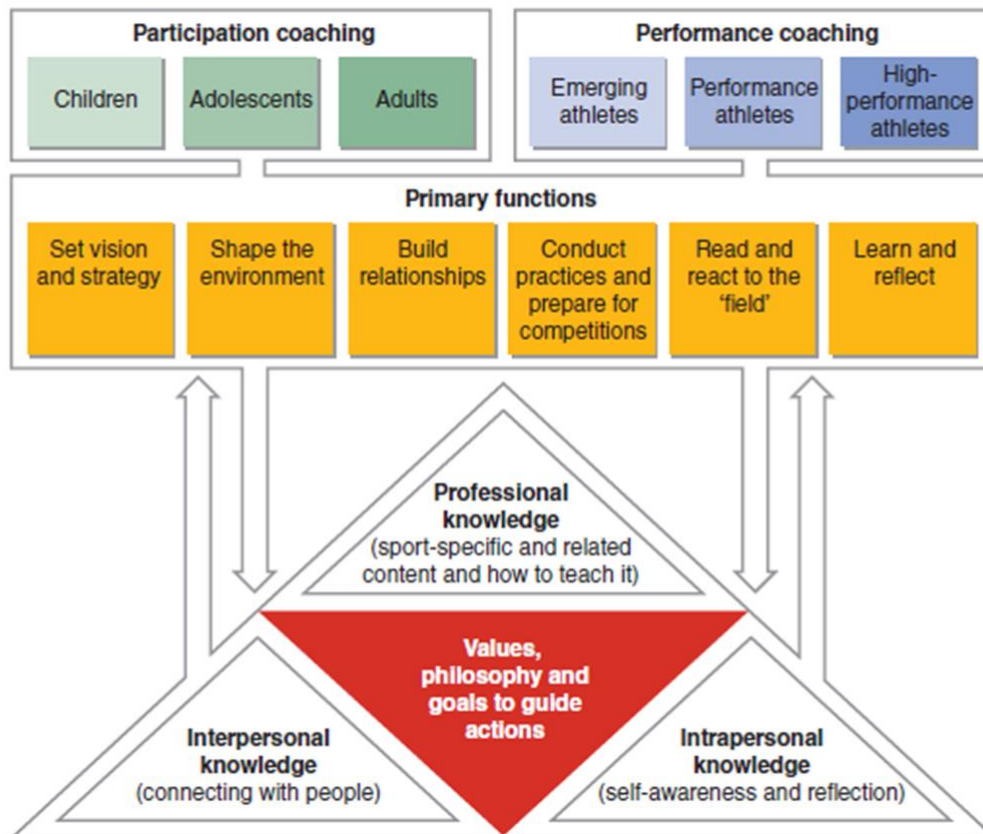 Participation coaching
Children
Adolescents
Adults
Performance coaching
Emerging
athletes
Performance
athletes
High-
performance
athletes
Primary functions
Set vision
and strategy
Shape the
environment
Build
relationships
Conduct
practices and
prepare for
competitions
Read and
react to the
‘field’
Learn and
reflect
Professional
knowledge
(sport-specific and related
content and how to teach it)
Values,
philosophy and
goals to guide
actions
Interpersonal
knowledge
(connecting with people)
Intrapersonal
knowledge
(self-awareness and reflection)